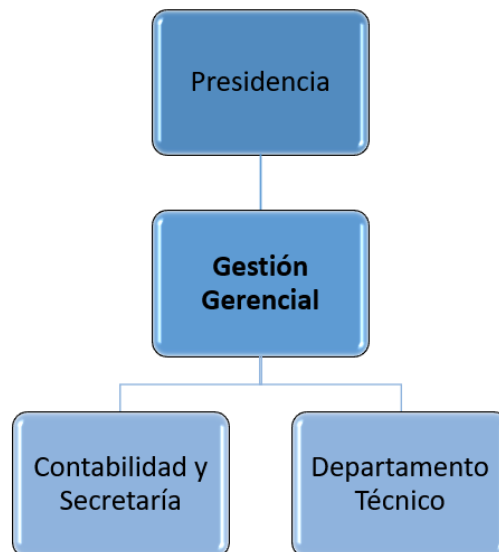 Presidencia
Gestión
Gerencial
Contabilidad y
Secretaría
Departamento
Técnico